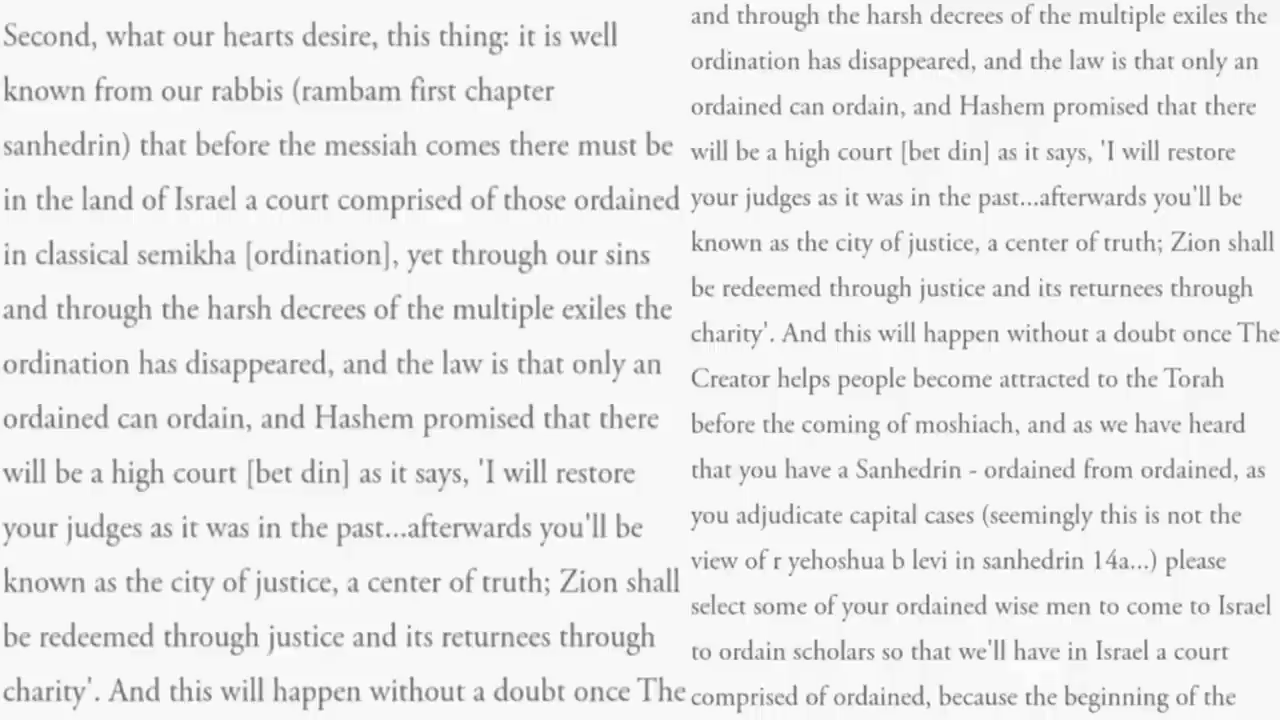 Second, what our hearts desire, this thing: it is well
known from our rabbis (rambam first chapter
sanhedrin) that before the messiah comes there must be
in the land of Israel a court comprised of those ordained
in classical semikha [ordination], yet through our sins
and through the harsh decrees of the multiple exiles the
ordination has disappeared, and the law is that only an
ordained can ordain, and Hashem promised that there
will be a high court [bet din] as it says, 'I will restore
your judges as it was in the past...afterwards you'll be
known as the city of justice, a center of truth; Zion shall
be redeemed through justice and its returnees through
charity'. And this will happen without a doubt once The
and through the harsh decrees of the multiple exiles the
ordination has disappeared, and the law is that only an
ordained can ordain, and Hashem promised that there
will be a high court [bet din] as it says, 'I will restore
your judges as it was in the past...afterwards you'll be
known as the city of justice, a center of truth; Zion shall
be redeemed through justice and its returnees through
charity'. And this will happen without a doubt once The
Creator helps people become attracted to the Torah
before the coming of moshiach, and as we have heard
that you have a Sanhedrin - ordained from ordained, as
you adjudicate capital cases (seemingly this is not the
view of r yehoshua b levi in sanhedrin 14a...) please
select some of your ordained wise men to come to Israel
to ordain scholars so that we'll have in Israel a court
comprised of ordained, because the beginning of the